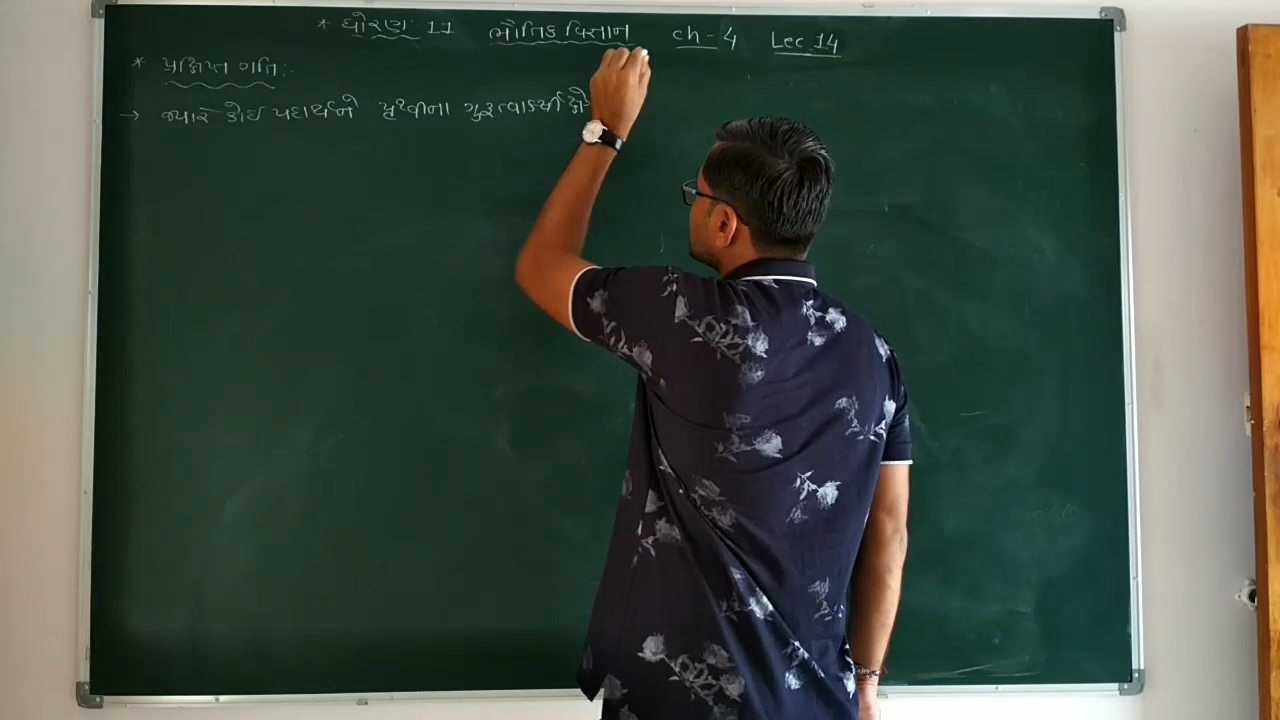 * ધોરણ : 11 ભૌતિક વિજ્ઞાન ch - 4 Lec 14
* પ્રક્ષિપ્ત ગતિ :-
→ જ્યારે કોઈ પદાર્થને પૃથ્વીના ગુરુત્વાકર્ષી ક્ષે